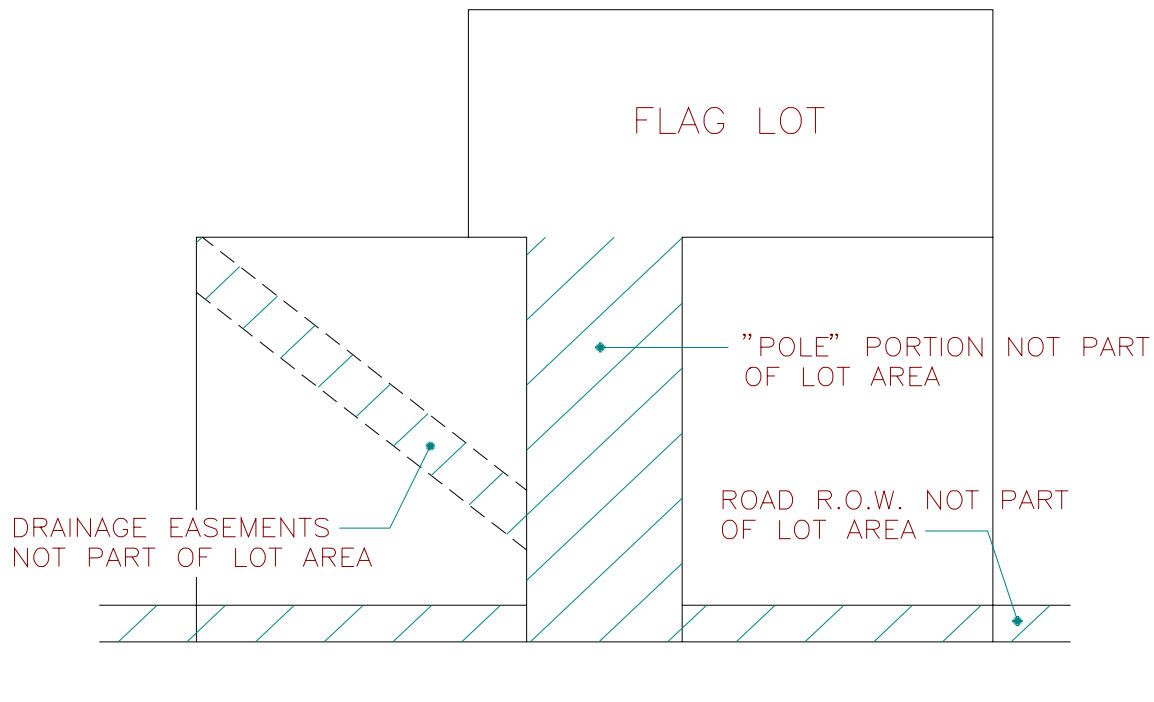 FLAG LOT
”POLE” PORTION NOT PART
OF LOT AREA
ROAD R.O.W. NOT PART
OF LOT AREA
DRAINAGE EASEMENTS
NOT PART OF LOT AREA